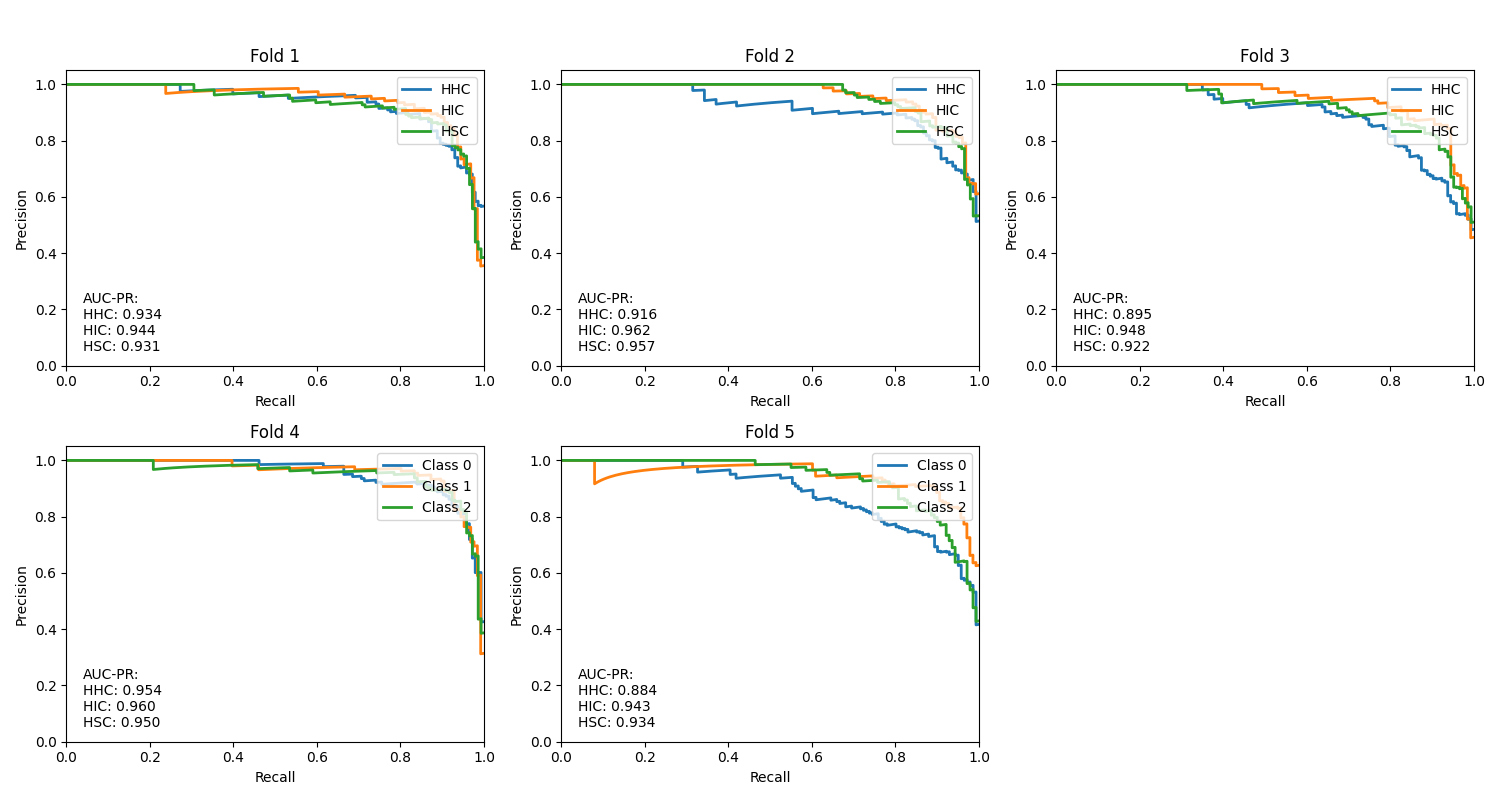 Fold 1
1.0
0.8
0.6
0.4
0.2
0.0
Precision
HHC
HIC
HSC
AUC-PR:
HHC: 0.934
HIC: 0.944
HSC: 0.931
0.0 0.2 0.4 0.6 0.8 1.0
Recall
Fold 2
1.0
0.8
0.6
0.4
0.2
0.0
Precision
HHC
HIC
HSC
AUC-PR:
HHC: 0.916
HIC: 0.962
HSC: 0.957
0.0 0.2 0.4 0.6 0.8 1.0
Recall
Fold 3
1.0
0.8
0.6
0.4
0.2
0.0
Precision
HHC
HIC
HSC
AUC-PR:
HHC: 0.895
HIC: 0.948
HSC: 0.922
0.0 0.2 0.4 0.6 0.8 1.0
Recall
Fold 4
1.0
0.8
0.6
0.4
0.2
0.0
Precision
Class 0
Class 1
Class 2
AUC-PR:
HHC: 0.954
HIC: 0.960
HSC: 0.950
0.0 0.2 0.4 0.6 0.8 1.0
Recall
Fold 5
1.0
0.8
0.6
0.4
0.2
0.0
Precision
Class 0
Class 1
Class 2
AUC-PR:
HHC: 0.884
HIC: 0.943
HSC: 0.934
0.0 0.2 0.4 0.6 0.8 1.0
Recall